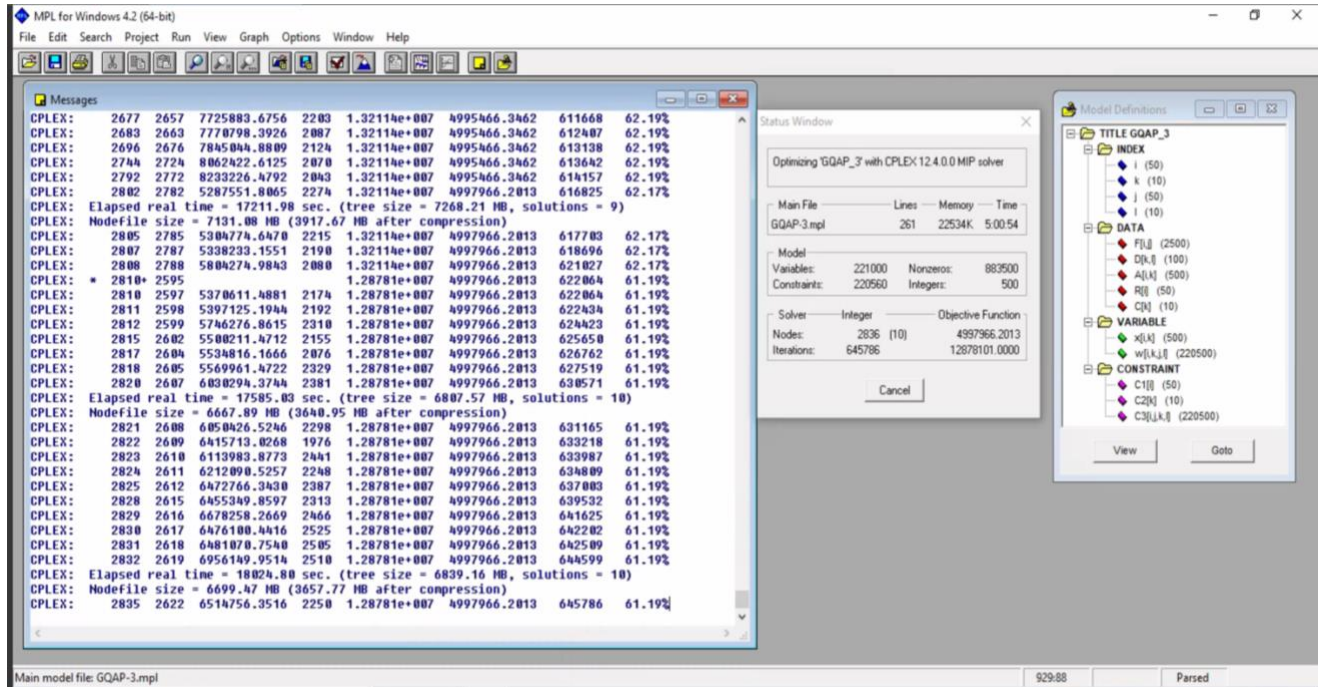 MPL for Windows 4.2 (64-bit)
File Edit Search Project Run View Graph Options Window Help
Messages
CPLEX: 2677 2657 7725883.6756 2203 1.32114e+007 4995466.3462 611668 62.19%
CPLEX: 2683 2663 7770798.3926 2087 1.32114e+007 4995466.3462 612407 62.19%
CPLEX: 2696 2676 7845044.8809 2124 1.32114e+007 4995466.3462 613138 62.19%
CPLEX: 2744 2724 8062422.6125 2070 1.32114e+007 4995466.3462 613642 62.19%
CPLEX: 2792 2772 8233226.4792 2043 1.32114e+007 4995466.3462 614157 62.19%
CPLEX: 2802 2782 5287551.8065 2274 1.32114e+007 4997966.2013 616825 62.17%
CPLEX: Elapsed real time = 17211.98 sec. (tree size = 7268.21 MB, solutions = 9)
CPLEX: Nodefile size = 7131.08 MB (3917.67 MB after compression)
CPLEX: 2805 2785 5304774.6470 2215 1.32114e+007 4997966.2013 617703 62.17%
CPLEX: 2807 2787 5338233.1551 2190 1.32114e+007 4997966.2013 618696 62.17%
CPLEX: 2808 2788 5804274.9843 2080 1.32114e+007 4997966.2013 621027 62.17%
CPLEX: * 2810+ 2595 1.28781e+007 4997966.2013 622064 61.19%
CPLEX: 2810 2597 5370611.4881 2174 1.28781e+007 4997966.2013 622064 61.19%
CPLEX: 2811 2598 5397125.1944 2192 1.28781e+007 4997966.2013 622434 61.19%
CPLEX: 2812 2599 5746276.8615 2310 1.28781e+007 4997966.2013 624423 61.19%
CPLEX: 2815 2602 5500211.4712 2155 1.28781e+007 4997966.2013 625650 61.19%
CPLEX: 2817 2604 5534816.1666 2076 1.28781e+007 4997966.2013 626762 61.19%
CPLEX: 2818 2605 5569961.4722 2329 1.28781e+007 4997966.2013 627519 61.19%
CPLEX: 2820 2607 6030294.3744 2381 1.28781e+007 4997966.2013 630571 61.19%
CPLEX: Elapsed real time = 17585.03 sec. (tree size = 6807.57 MB, solutions = 10)
CPLEX: Nodefile size = 6667.89 MB (3640.95 MB after compression)
CPLEX: 2821 2608 6050426.5246 2298 1.28781e+007 4997966.2013 631165 61.19%
CPLEX: 2822 2609 6415713.0268 1976 1.28781e+007 4997966.2013 633218 61.19%
CPLEX: 2823 2610 6113983.8773 2441 1.28781e+007 4997966.2013 633987 61.19%
CPLEX: 2824 2611 6212090.5257 2248 1.28781e+007 4997966.2013 634809 61.19%
CPLEX: 2825 2612 6472766.3430 2387 1.28781e+007 4997966.2013 637003 61.19%
CPLEX: 2828 2615 6455349.8597 2313 1.28781e+007 4997966.2013 639532 61.19%
CPLEX: 2829 2616 6678258.2669 2466 1.28781e+007 4997966.2013 641625 61.19%
CPLEX: 2830 2617 6476100.4416 2525 1.28781e+007 4997966.2013 642202 61.19%
CPLEX: 2831 2618 6481070.7540 2505 1.28781e+007 4997966.2013 642509 61.19%
CPLEX: 2832 2619 6956149.9514 2510 1.28781e+007 4997966.2013 644599 61.19%
CPLEX: Elapsed real time = 18024.80 sec. (tree size = 6839.16 MB, solutions = 10)
CPLEX: Nodefile size = 6699.47 MB (3657.77 MB after compression)
CPLEX: 2835 2622 6514756.3516 2250 1.28781e+007 4997966.2013 645786 61.19%
Status Window
Optimizing 'GQAP_3' with CPLEX 12.4.0.0 MIP solver
Main File Lines Memory Time
GQAP-3.mpl 261 22534K 5:00:54
Model
Variables: 221000 Nonzeros: 883500
Constraints: 220560 Integers: 500
Solver Integer Objective Function
Nodes: 2836 (10) 4997966.2013
Iterations: 645786 12878101.0000
Cancel
Model Definitions
TITLE GQAP_3
INDEX
i (50)
k (10)
j (50)
l (10)
DATA
F[i,j] (2500)
D[k,l] (100)
A[i,k] (500)
R[i] (50)
C[k] (10)
VARIABLE
x[i,k] (500)
w[i,k,j,l] (220500)
CONSTRAINT
C1[i] (50)
C2[k] (10)
C3[i,j,k,l] (220500)
View Goto
Main model file: GQAP-3.mpl 929:88 Parsed